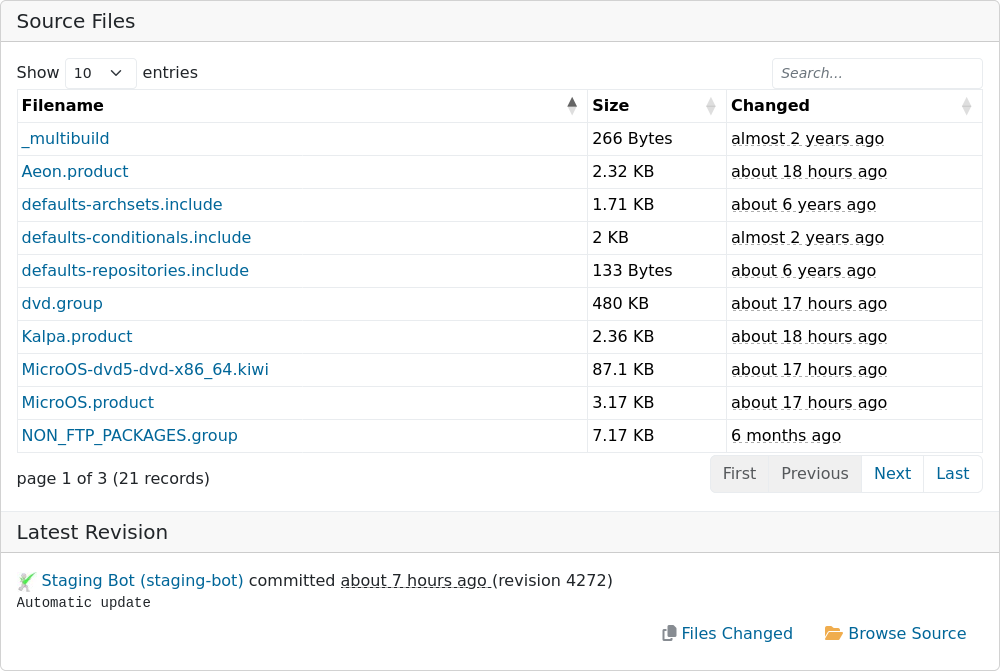 Source Files
Show 10 entries Search...
Filename Size Changed
_multibuild 266 Bytes almost 2 years ago
Aeon.product 2.32 KB about 18 hours ago
defaults-archsets.include 1.71 KB about 6 years ago
defaults-conditionals.include 2 KB almost 2 years ago
defaults-repositories.include 133 Bytes about 6 years ago
dvd.group 480 KB about 17 hours ago
Kalpa.product 2.36 KB about 18 hours ago
MicroOS-dvd5-dvd-x86_64.kiwi 87.1 KB about 17 hours ago
MicroOS.product 3.17 KB about 17 hours ago
NON_FTP_PACKAGES.group 7.17 KB 6 months ago
page 1 of 3 (21 records) First Previous Next Last
Latest Revision
Staging Bot (staging-bot) committed about 7 hours ago (revision 4272)
Automatic update
Files Changed Browse Source